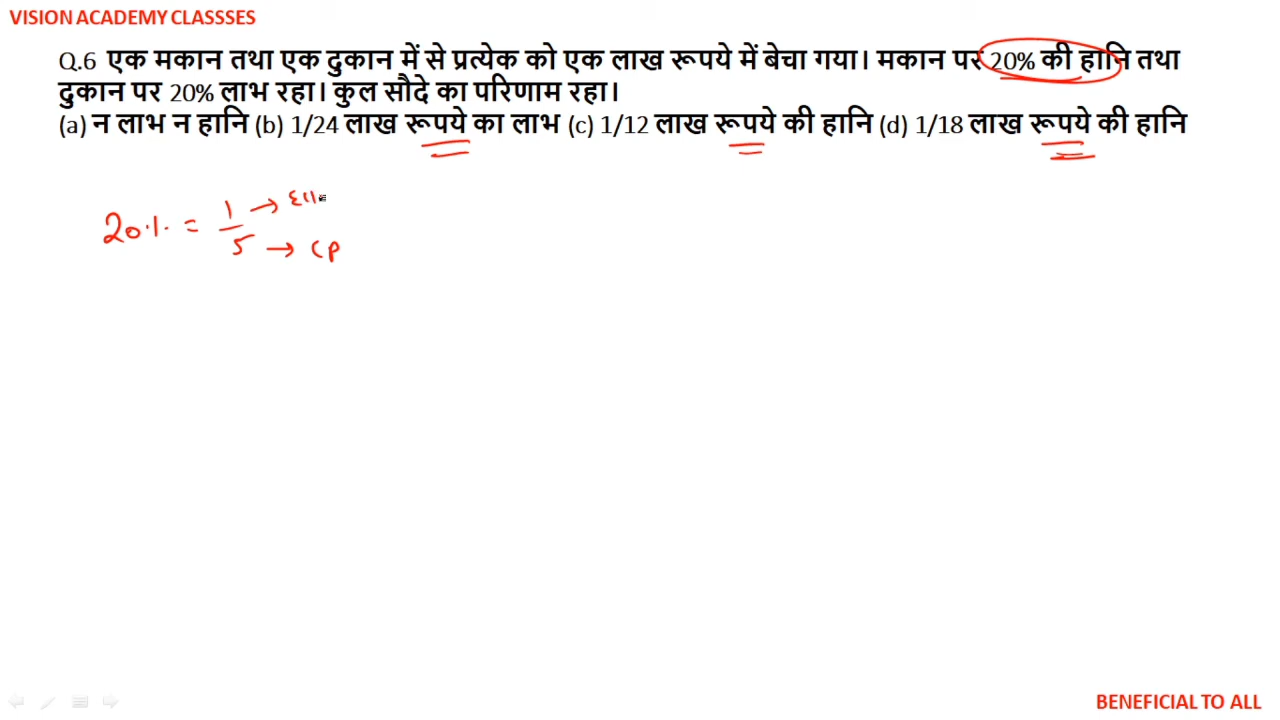 VISION ACADEMY CLASSSES
Q.6 एक मकान तथा एक दुकान में से प्रत्येक को एक लाख रूपये में बेचा गया। मकान पर 20% की हानि तथा
दुकान पर 20% लाभ रहा। कुल सौदे का परिणाम रहा।
(a) न लाभ न हानि (b) 1/24 लाख रूपये का लाभ (c) 1/12 लाख रूपये की हानि (d) 1/18 लाख रूपये की हानि
20% = 1/5 → CP
BENEFICIAL TO ALL